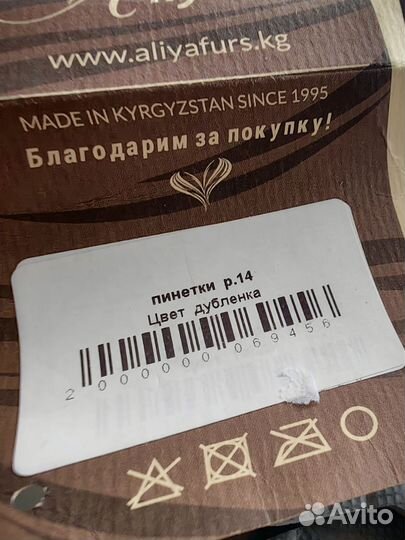 www.aliyafurs.kg
MADE IN KYRGYZSTAN SINCE 1995
Благодарим за покупку!
пинетки р.14
Цвет дубленка
2 000000 069456
Avito